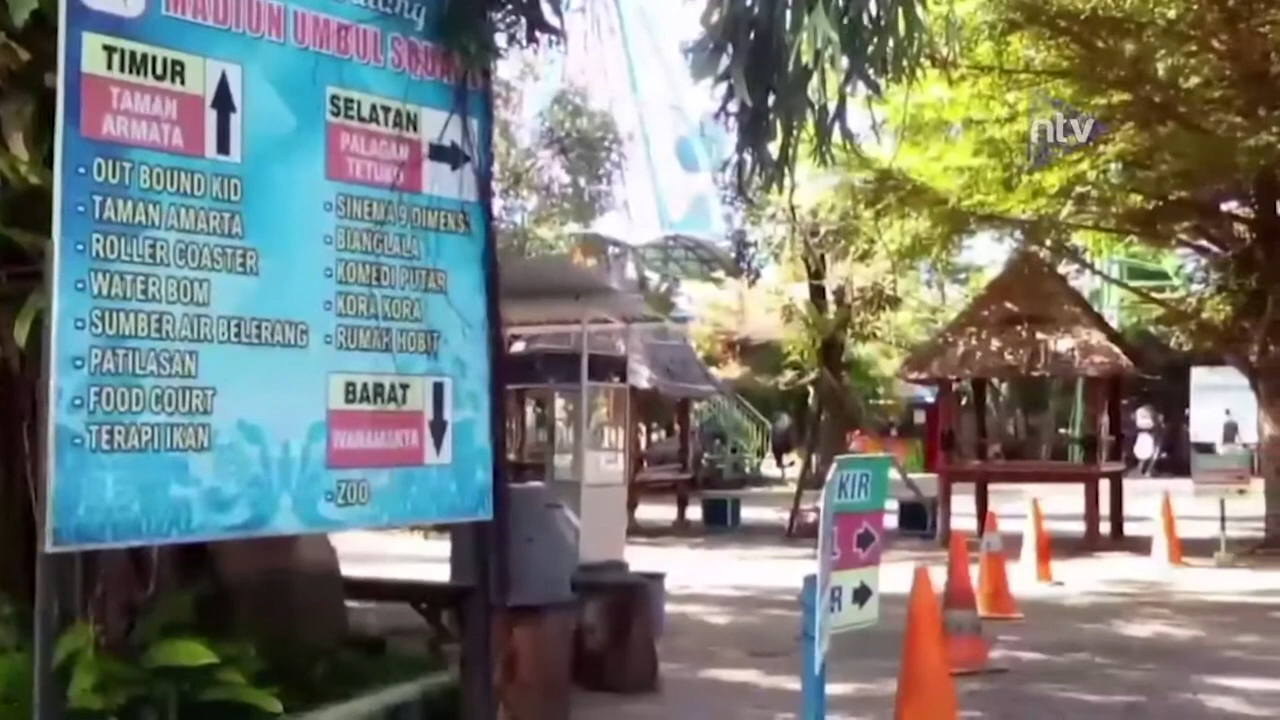 MADIUN UMBUL SQUARE
TIMUR
TAMAN
ARMATA
- OUT BOUND KID
- TAMAN AMARTA
- ROLLER COASTER
- WATER BOM
- SUMBER AIR BELERANG
- PATILASAN
- FOOD COURT
- TERAPI IKAN
SELATAN
PALAGAN
TETUKO
- SINEMA 9 DIMENSI
- BIANGLALA
- KOMEDI PUTAR
- KORA KORA
- RUMAH HOBIT
BARAT
WANAMARTA
- ZOO
KIR
R
ntv